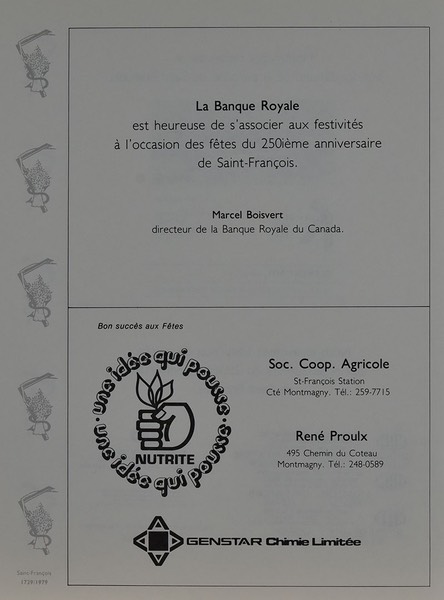 La Banque Royale
est heureuse de s'associer aux festivités
à l'occasion des fêtes du 250ième anniversaire
de Saint-François.
Marcel Boisvert
directeur de la Banque Royale du Canada.
Bon succès aux Fêtes
une idée qui pousse · une idée qui pousse ·
NUTRITE
Soc. Coop. Agricole
St-François Station
Cté Montmagny. Tél.: 259-7715
René Proulx
495 Chemin du Coteau
Montmagny. Tél.: 248-0589
GENSTAR Chimie Limitée
Saint-François
1729-1979